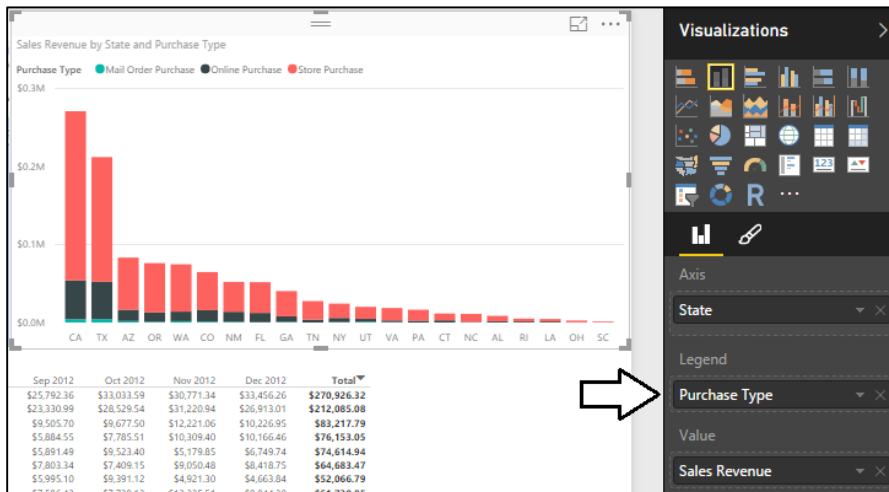 Visualizations
Sales Revenue by State and Purchase Type
Purchase Type Mail Order Purchase Online Purchase Store Purchase
$0.3M
$0.2M
$0.1M
$0.0M
CA TX AZ OR WA CO NM FL GA TN NY UT VA PA CT NC AL RI LA OH SC
123
R
Axis
State
Legend
Purchase Type
Value
Sales Revenue
Sep 2012 Oct 2012 Nov 2012 Dec 2012 Total
$25,792.36 $33,033.59 $30,771.34 $33,456.26 $270,926.32
$23,330.99 $28,529.54 $31,220.94 $26,913.01 $212,085.08
$9,505.70 $9,677.50 $12,221.06 $10,226.95 $83,217.79
$5,884.55 $7,785.51 $10,309.40 $10,166.46 $76,153.05
$5,891.49 $9,523.40 $5,179.85 $6,749.74 $74,614.94
$7,803.34 $7,409.15 $9,050.48 $8,418.75 $64,683.47
$5,995.10 $9,391.12 $4,921.30 $4,663.84 $52,066.79